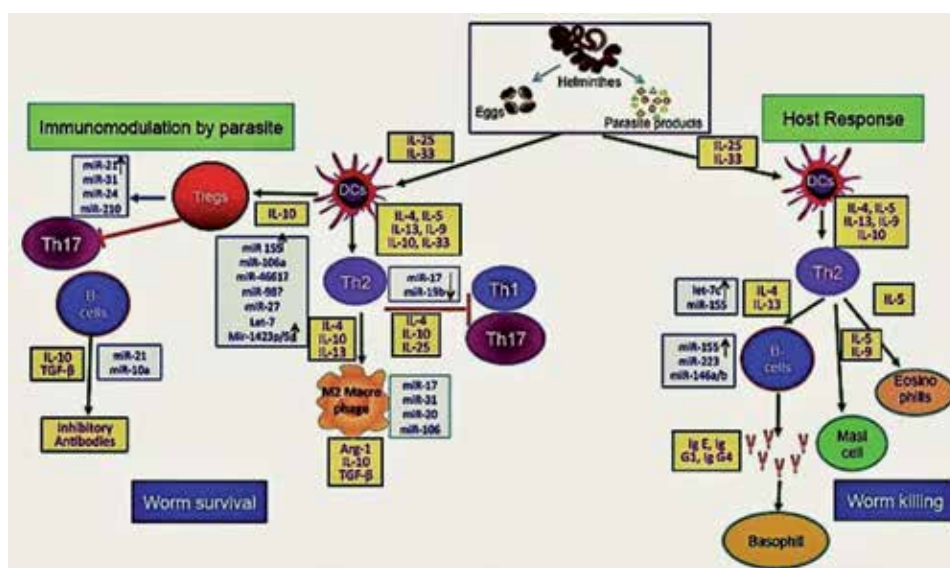 Helminthes
Eggs
Parasite products
Immunomodulation by parasite
Host Response
IL-25
IL-33
IL-25
IL-33
miR-21
miR-31
miR-24
miR-210
Tregs
IL-10
DCs
IL-4, IL-5
IL-13, IL-9
IL-10, IL-33
DCs
IL-4, IL-5
IL-13, IL-9
IL-10
Th17
miR 155
miR-106a
miR-27
Let-7
Th2
miR-17
miR-19b
Th1
Th17
IL-4
IL-10
IL-13
IL-4
IL-10
IL-25
B-
cells
IL-10
TGF-β
miR-21
miR-10a
Inhibitory
Antibodies
M2 Macro
phage
miR-17
miR-31
miR-20
miR-106
Arg-1
IL-10
TGF-β
Worm survival
Th2
let-7c
miR-155
IL-4
IL-13
IL-5
miR-155
miR-223
miR-146a/b
B-
cells
IL-5
IL-9
Eosino
phills
Ig E, Ig
G1, Ig G4
Mast
cell
Basophill
Worm killing